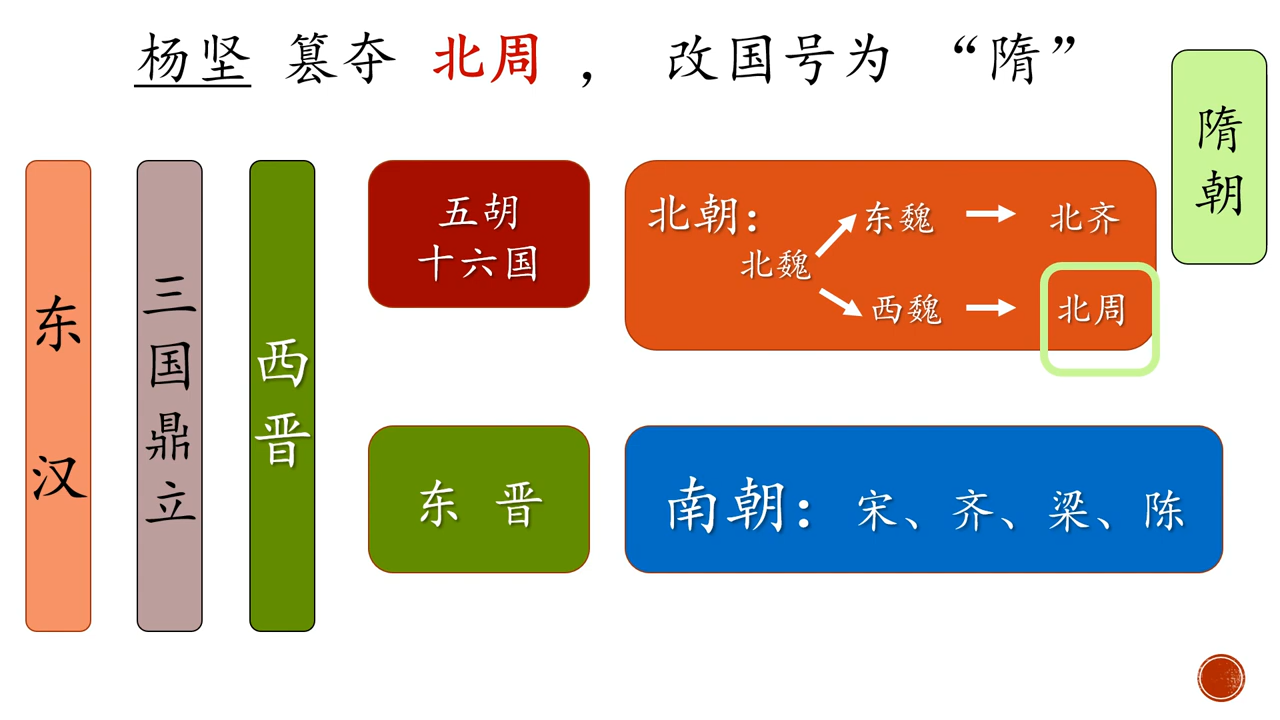 杨坚 篡夺 北周 ， 改国号为 “隋”
隋朝
东汉
三国鼎立
西晋
五胡
十六国
北朝：
北魏
东魏
北齐
西魏
北周
东 晋
南朝：宋、齐、梁、陈